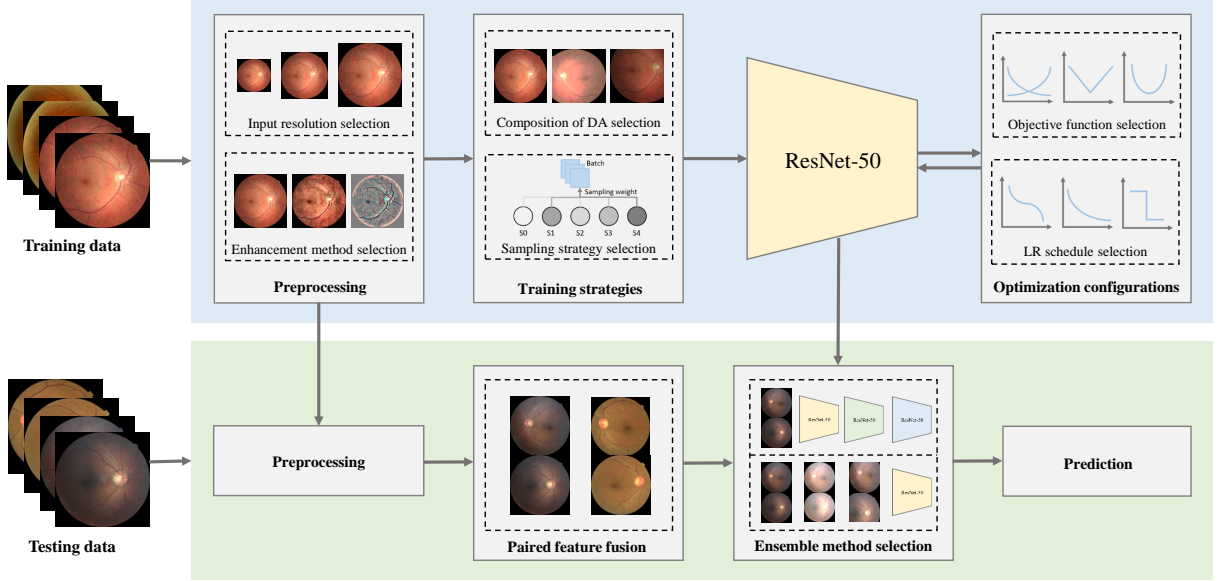 Training data
Input resolution selection
Enhancement method selection
Preprocessing
Composition of DA selection
Batch
Sampling weight
S0 S1 S2 S3 S4
Sampling strategy selection
Training strategies
ResNet-50
Objective function selection
LR schedule selection
Optimization configurations
Testing data
Preprocessing
Paired feature fusion
ResNet-50 ResNet-50 ResNet-50
ResNet-50
Ensemble method selection
Prediction